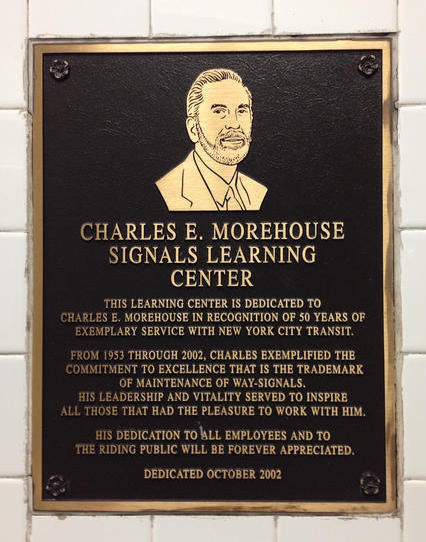 CHARLES E. MOREHOUSE
SIGNALS LEARNING
CENTER
THIS LEARNING CENTER IS DEDICATED TO
CHARLES E. MOREHOUSE IN RECOGNITION OF 50 YEARS OF
EXEMPLARY SERVICE WITH NEW YORK CITY TRANSIT.
FROM 1953 THROUGH 2002, CHARLES EXEMPLIFIED THE
COMMITMENT TO EXCELLENCE THAT IS THE TRADEMARK
OF MAINTENANCE OF WAY-SIGNALS.
HIS LEADERSHIP AND VITALITY SERVED TO INSPIRE
ALL THOSE THAT HAD THE PLEASURE TO WORK WITH HIM.
HIS DEDICATION TO ALL EMPLOYEES AND TO
THE RIDING PUBLIC WILL BE FOREVER APPRECIATED.
DEDICATED OCTOBER 2002